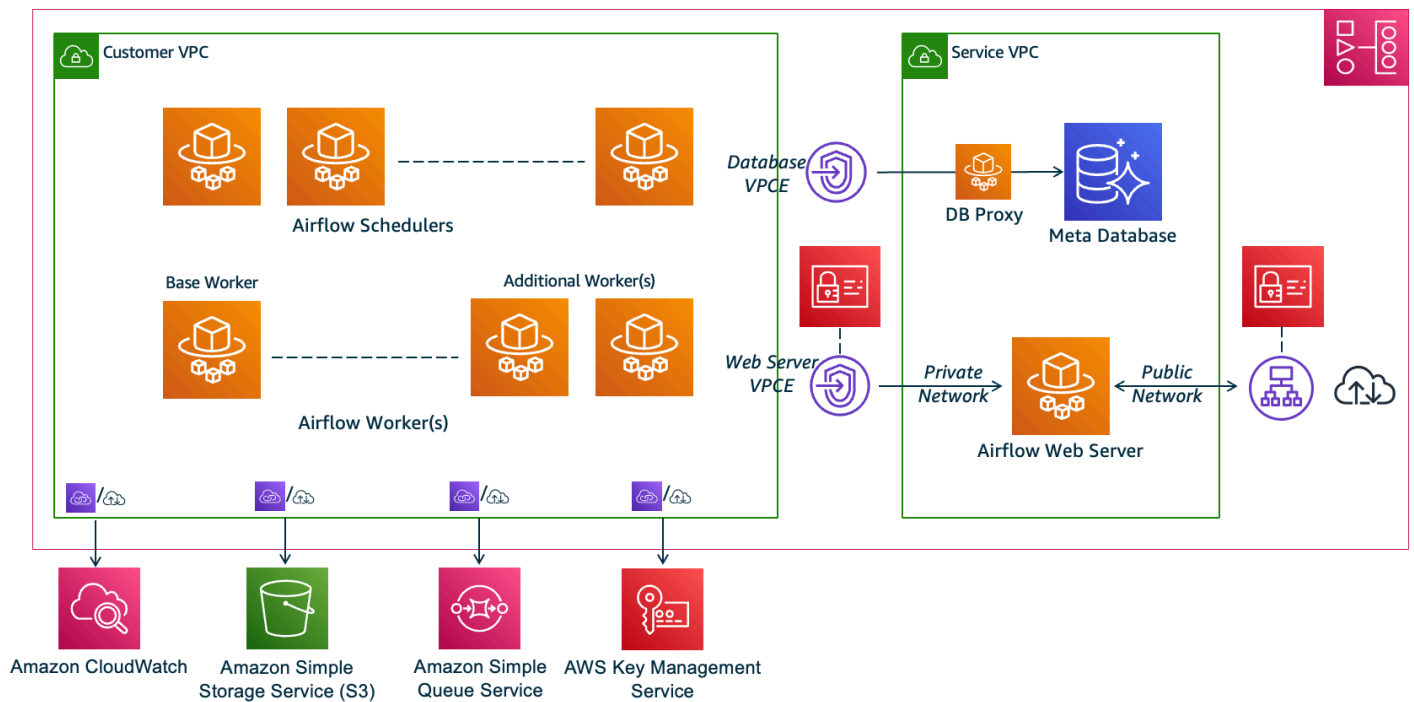 Customer VPC
Service VPC
Airflow Schedulers
Database
VPCE
DB Proxy
Meta Database
Base Worker
Additional Worker(s)
Airflow Worker(s)
Web Server
VPCE
Private
Network
Public
Network
Airflow Web Server
/
/
/
/
Amazon CloudWatch
Amazon Simple
Storage Service (S3)
Amazon Simple
Queue Service
AWS Key Management
Service